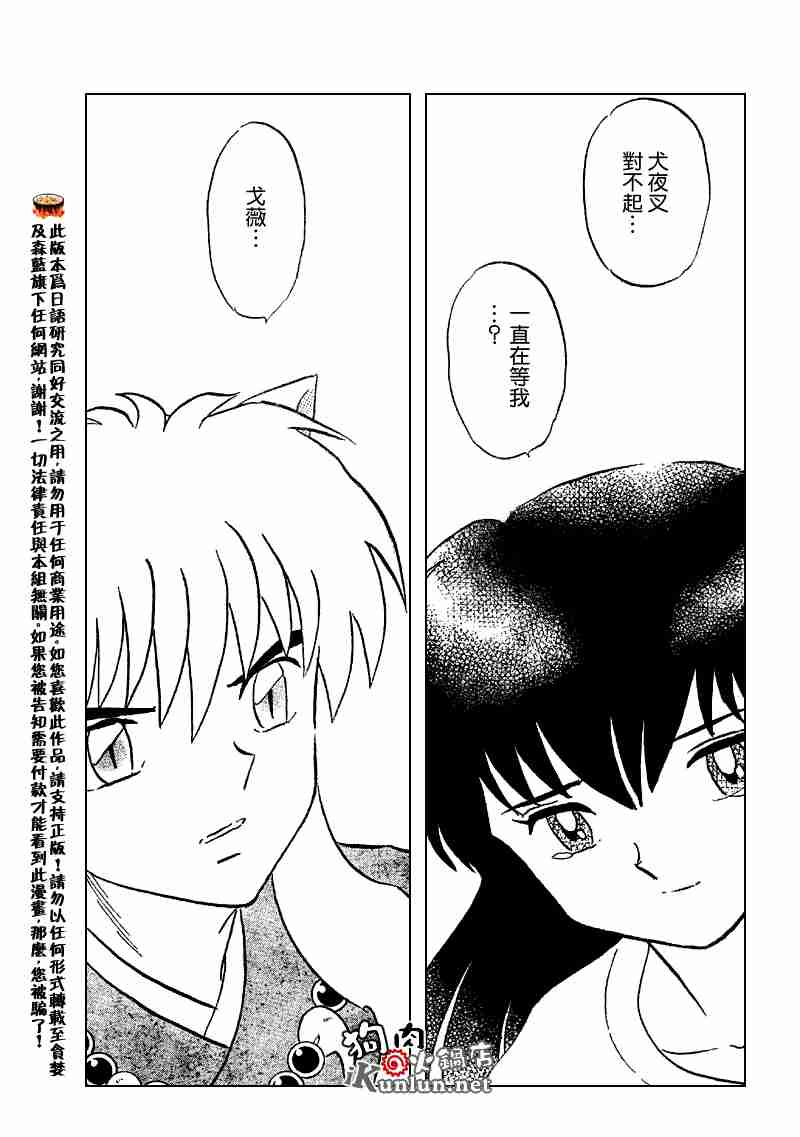 犬夜叉
對不起…
一直在等我
…?
戈薇…
此版本爲日語研究同好交流之用，請勿用于任何商業用途。如您喜歡此作品，請支持正版！請勿以任何形式轉載至貪婪
及森藍旗下任何網站，謝謝！一切法律責任與本組無關。如果您被告知需要付款才能看到此漫畫，那麼，您被騙了！
狗肉
火鍋店
iKunlun.net